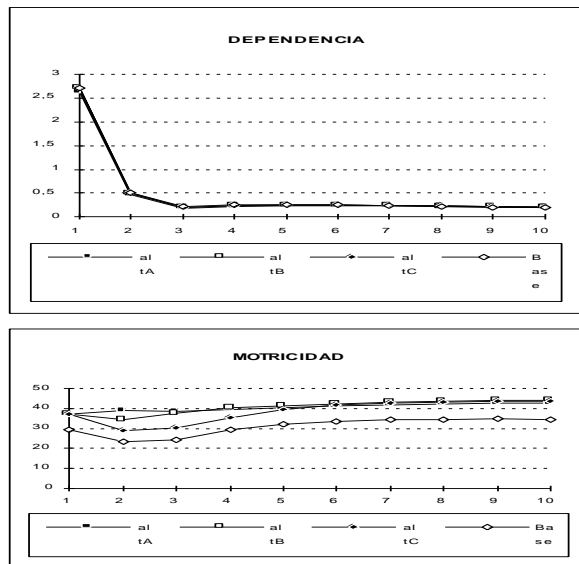 DEPENDENCIA
3
2,5
2
1,5
1
0,5
0
1 2 3 4 5 6 7 8 9 10
al tA
al tB
al tC
B as e
MOTRICIDAD
50
40
30
20
10
0
1 2 3 4 5 6 7 8 9 10
al tA
al tB
al tC
Ba se